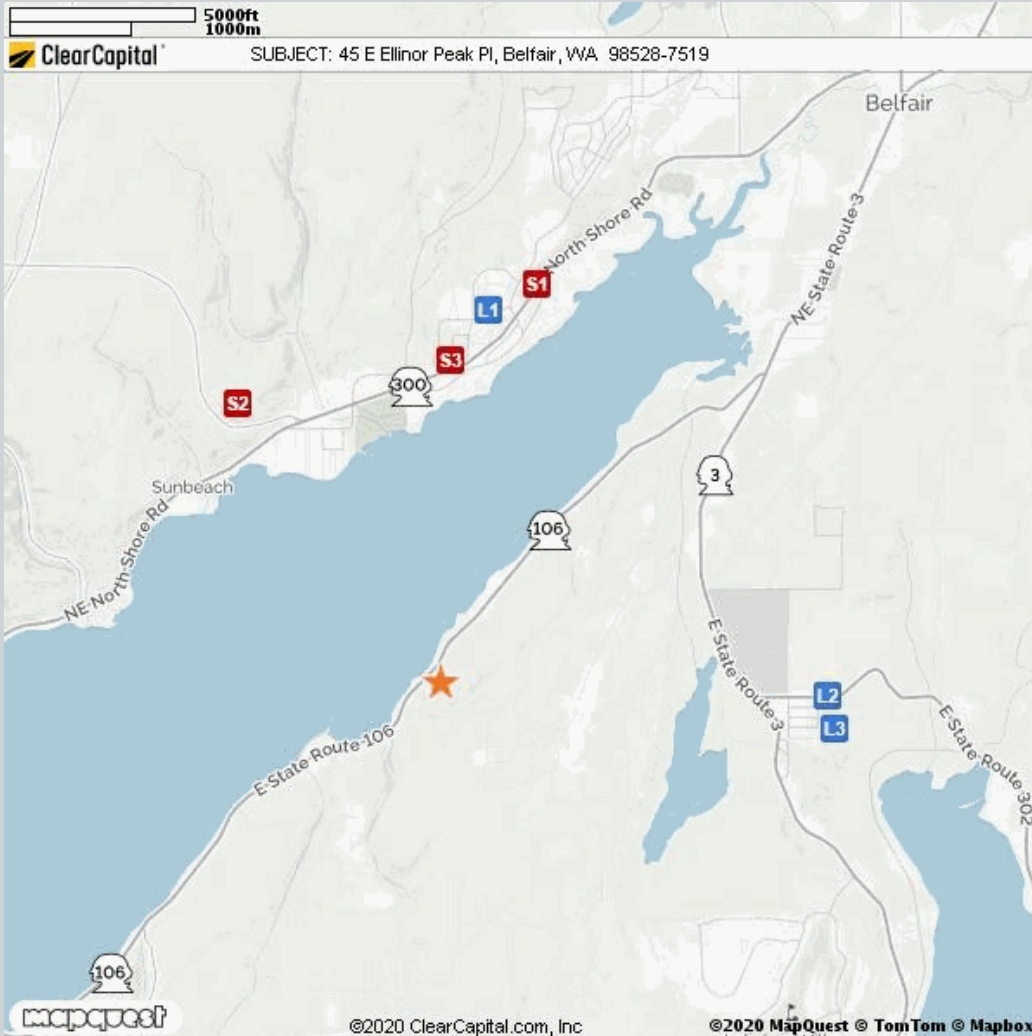 5000ft
1000m
ClearCapital
SUBJECT: 45 E Ellinor Peak Pl, Belfair, WA 98528-7519
Belfair
North Shore Rd
NE State Route 3
S1
L1
S3
300
S2
3
Sunbeach
106
NE North Shore Rd
E State Route 3
L2
L3
E State Route 106
E State Route 302
106
mapquest
©2020 ClearCapital.com, Inc
©2020 MapQuest © TomTom © Mapbox